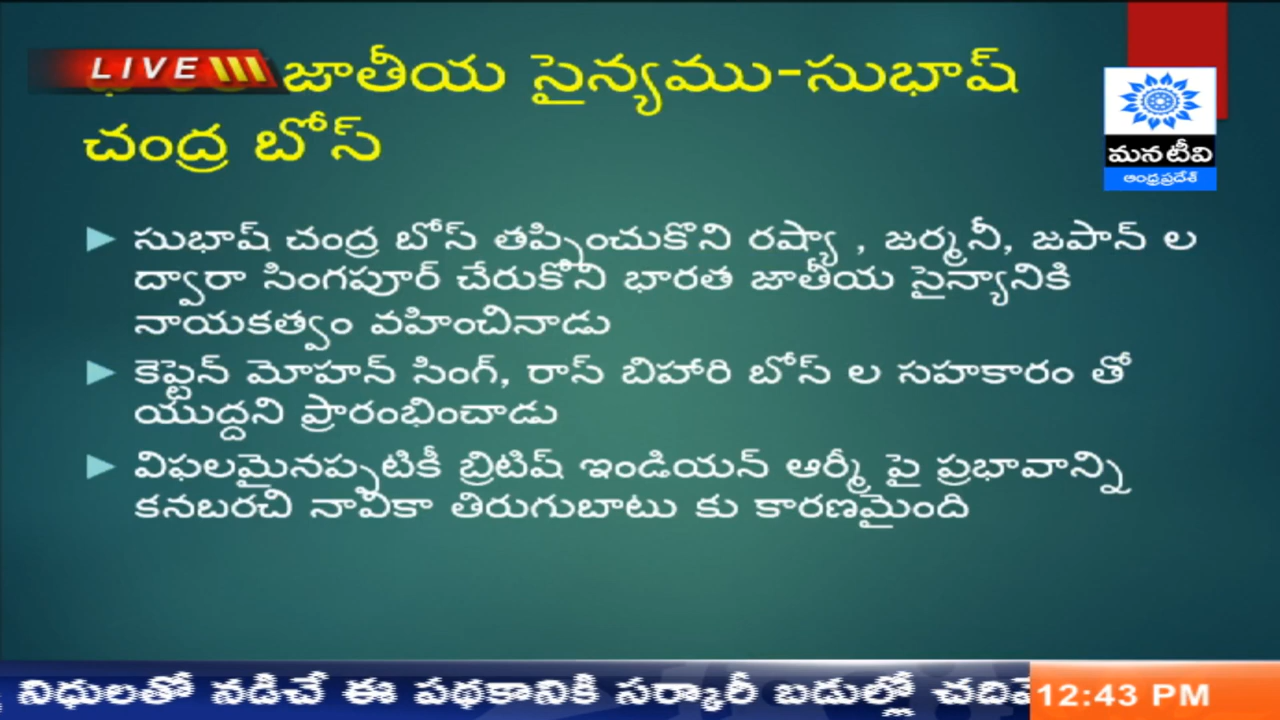 LIVE జాతీయ సైన్యము-సుభాష్
చంద్ర బోస్
మన టీవి
ఆంధ్రప్రదేశ్
సుభాష్ చంద్ర బోస్ తప్పించుకొని రష్యా , జర్మనీ, జపాన్ ల
ద్వారా సింగపూర్ చేరుకోని భారత జాతీయ సైన్యానికి
నాయకత్వం వహించినాడు
కెప్టెన్ మోహన్ సింగ్, రాస్ బిహారి బోస్ ల సహకారం తో
యుద్దని ప్రారంభించాడు
విఫలమైనప్పటికీ బ్రిటిష్ ఇండియన్ ఆర్మీ పై ప్రభావాన్ని
కనబరచి నావికా తిరుగుబాటు కు కారణమైంది
నిధులతో నడిచే ఈ పథకానికి సర్కారీ బడుల్లో 12:43 PM